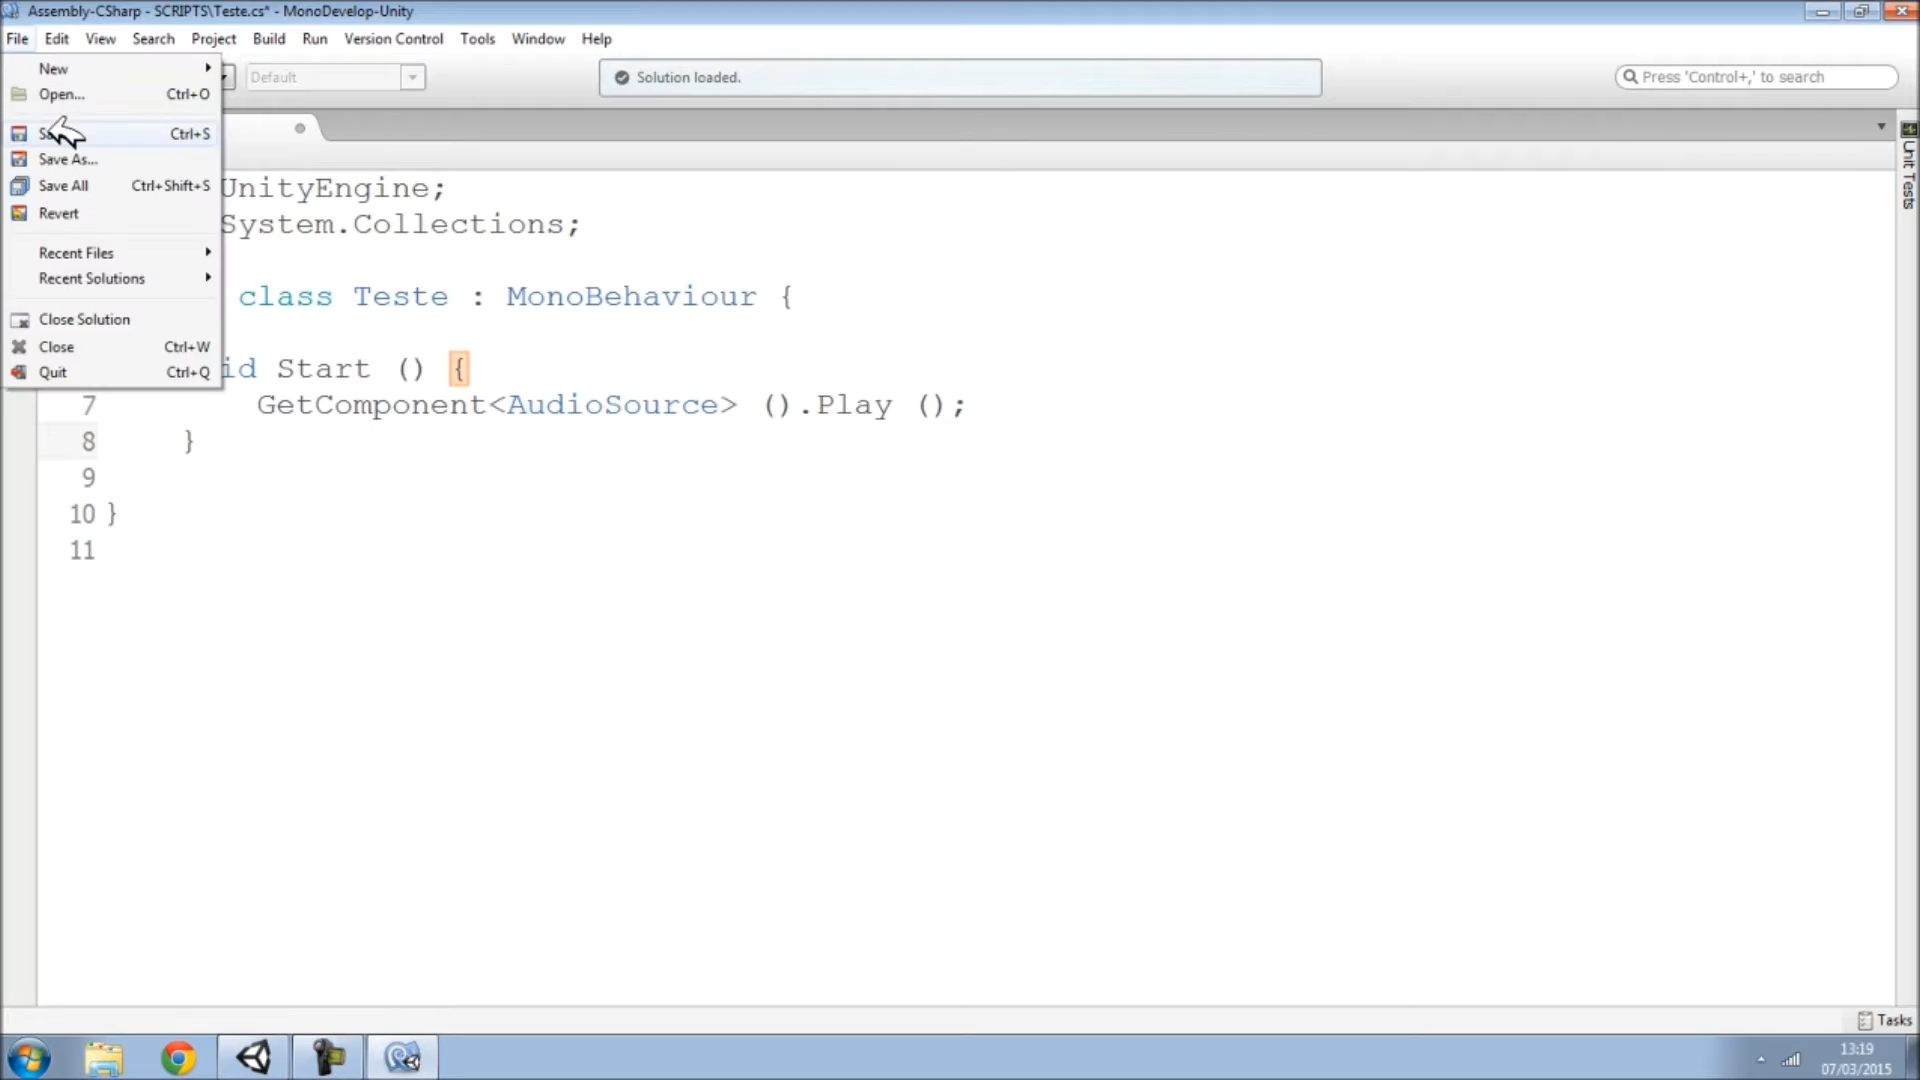 Assembly-CSharp - SCRIPTS\Teste.cs* - MonoDevelop-Unity
File Edit View Search Project Build Run Version Control Tools Window Help
Default
Solution loaded.
Press 'Control+,' to search
New
Open... Ctrl+O
Ctrl+S
Save As...
Save All Ctrl+Shift+S
Revert
Recent Files
Recent Solutions
Close Solution
Close Ctrl+W
Quit Ctrl+Q
UnityEngine;
System.Collections;
class Teste : MonoBehaviour {
id Start () {
7 GetComponent<AudioSource> ().Play ();
8 }
9
10 }
11
Unit Tests
Tasks
13:19
07/03/2015